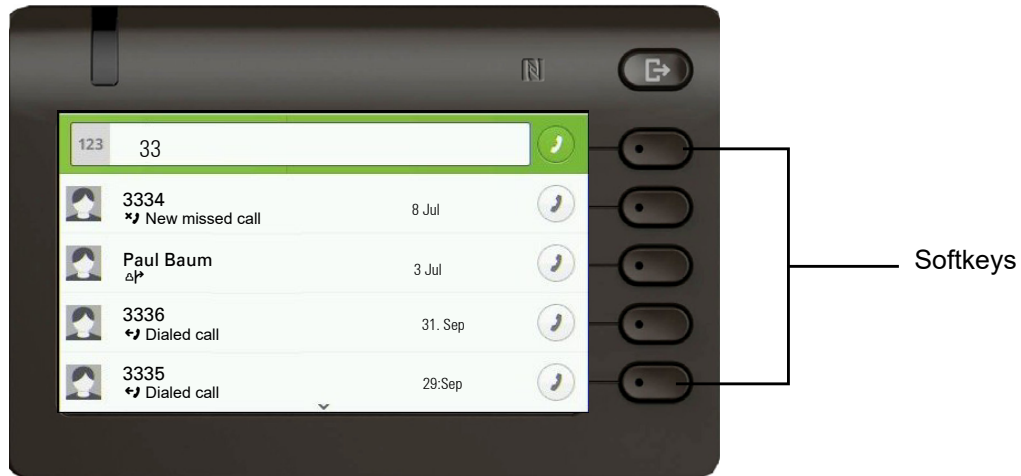 123 33
3334 8 Jul
New missed call
Paul Baum 3 Jul
3336 31. Sep
Dialed call
3335 29:Sep
Dialed call
Softkeys